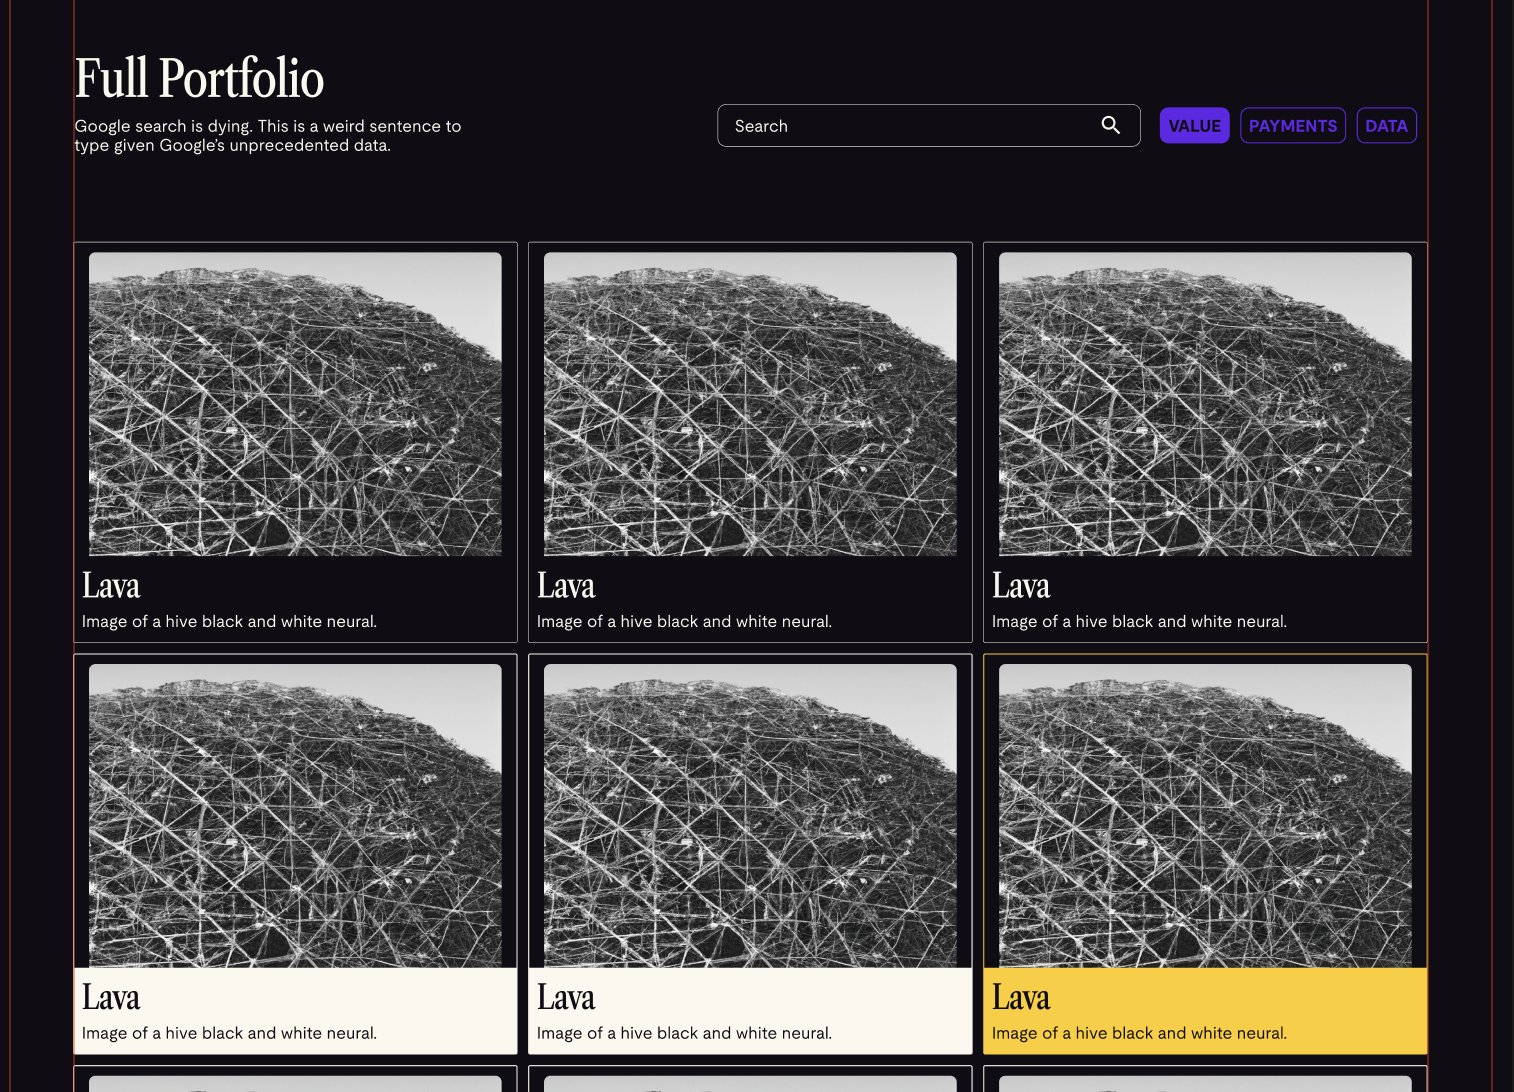 Full Portfolio
Google search is dying. This is a weird sentence to
type given Google’s unprecedented data.
Search
VALUE
PAYMENTS
DATA
Lava
Image of a hive black and white neural.
Lava
Image of a hive black and white neural.
Lava
Image of a hive black and white neural.
Lava
Image of a hive black and white neural.
Lava
Image of a hive black and white neural.
Lava
Image of a hive black and white neural.